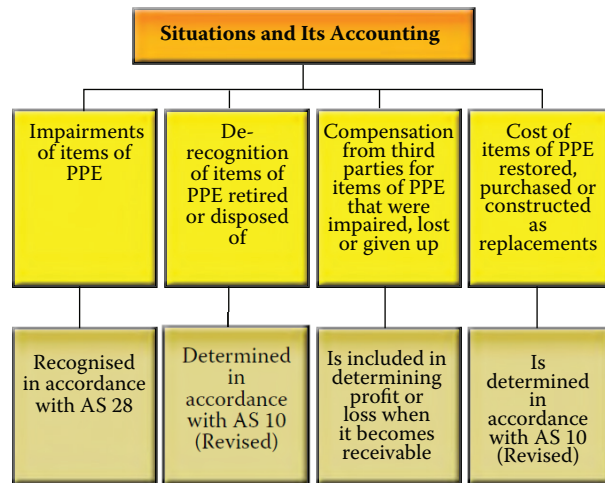 Situations and Its Accounting
Impairments
of items of
PPE
De-
recognition
of items of
PPE retired
or disposed
of
Compensation
from third
parties for
items of PPE
that were
impaired, lost
or given up
Cost of
items of PPE
restored,
purchased or
constructed
as
replacements
Recognised
in accordance
with AS 28
Determined
in
accordance
with AS 10
(Revised)
Is included in
determining
profit or
loss when
it becomes
receivable
Is
determined
in
accordance
with AS 10
(Revised)